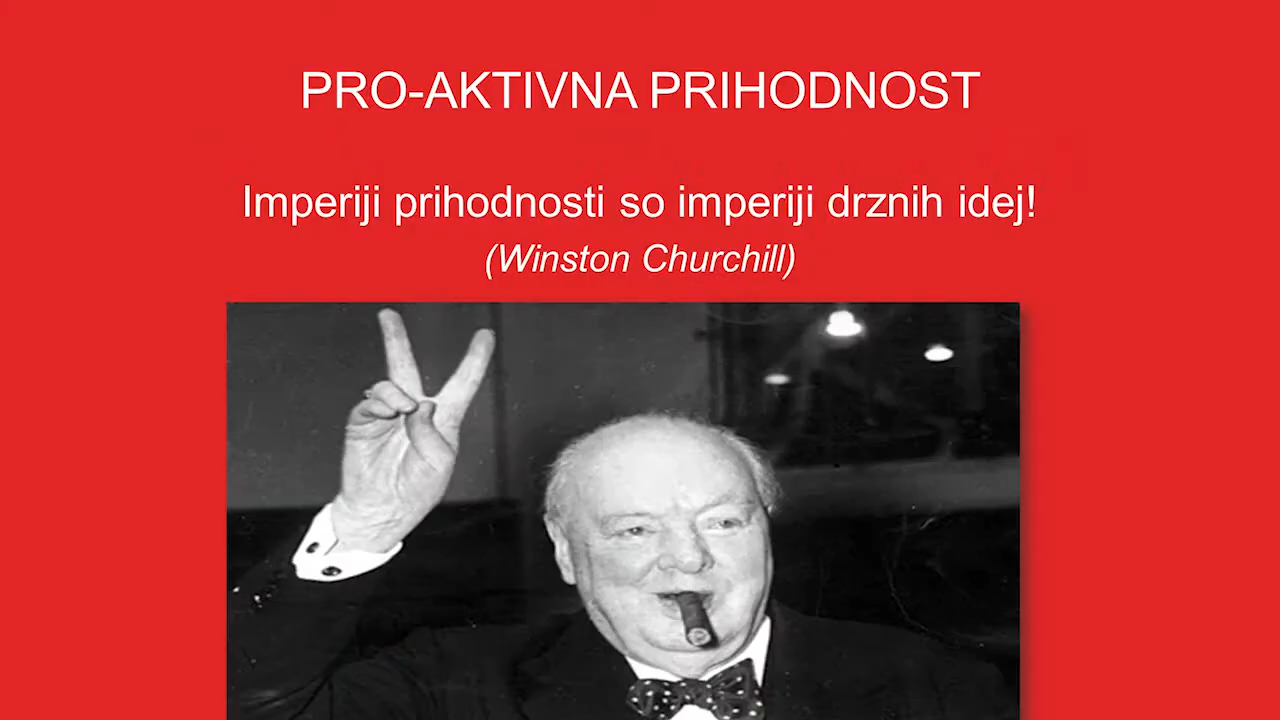 PRO-AKTIVNA PRIHODNOST
Imperiji prihodnosti so imperiji drznih idej!
(Winston Churchill)